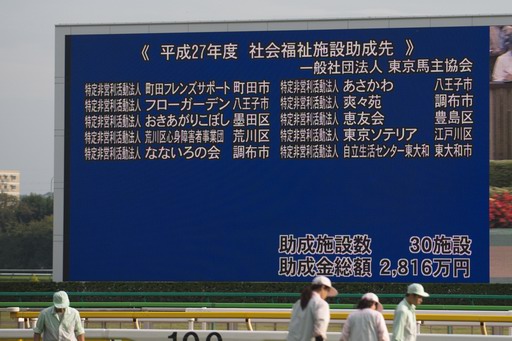 《 平成27年度 社会福祉施設助成先 》
一般社団法人 東京馬主協会
特定非営利活動法人 町田フレンズサポート 町田市
特定非営利活動法人 フローガーデン 八王子市
特定非営利活動法人 おきあがりこぼし 墨田区
特定非営利活動法人 荒川区心身障害者事業団 荒川区
特定非営利活動法人 なないろの会 調布市
特定非営利活動法人 あさかわ 八王子市
特定非営利活動法人 爽々苑 調布市
特定非営利活動法人 恵友会 豊島区
特定非営利活動法人 東京ソテリア 江戸川区
特定非営利活動法人 自立生活センター東大和 東大和市
助成施設数 30施設
助成金総額 2,816万円
100